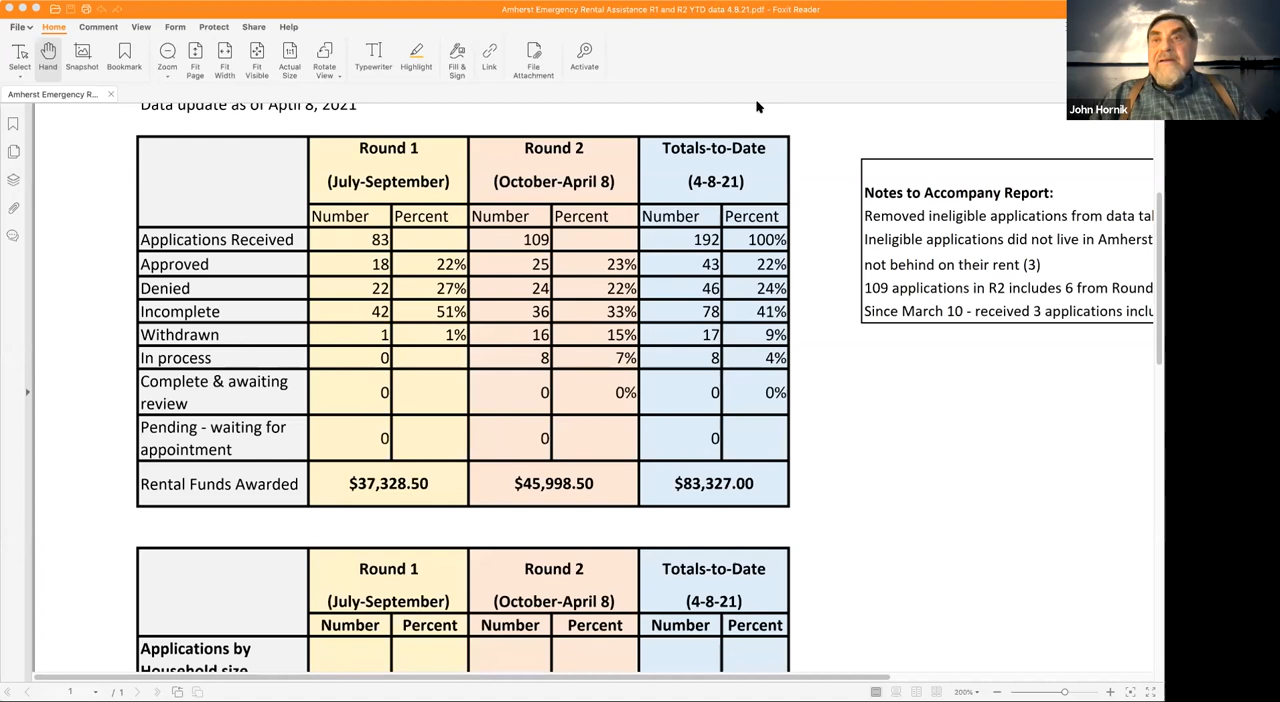 Amherst Emergency Rental Assistance R1 and R2 YTD data 4.8.21.pdf - Foxit Reader
File Home Comment View Form Protect Share Help
Select Hand Snapshot Bookmark Zoom Fit Page Fit Width Fit Visible Actual Size Rotate View Typewriter Highlight Fill & Sign Link File Attachment Activate
John Hornik
Amherst Emergency R...
Data update as of April 8, 2021
Round 1 Round 2 Totals-to-Date
(July-September) (October-April 8) (4-8-21)
Number Percent Number Percent Number Percent
Applications Received 83 109 192 100%
Approved 18 22% 25 23% 43 22%
Denied 22 27% 24 22% 46 24%
Incomplete 42 51% 36 33% 78 41%
Withdrawn 1 1% 16 15% 17 9%
In process 0 8 7% 8 4%
Complete & awaiting
review 0 0 0% 0 0%
Pending - waiting for
appointment 0 0 0
Rental Funds Awarded $37,328.50 $45,998.50 $83,327.00
Notes to Accompany Report:
Removed ineligible applications from data tal
Ineligible applications did not live in Amherst
not behind on their rent (3)
109 applications in R2 includes 6 from Round
Since March 10 - received 3 applications inclu
Round 1 Round 2 Totals-to-Date
(July-September) (October-April 8) (4-8-21)
Number Percent Number Percent Number Percent
Applications by
Household size
1 / 1 200%